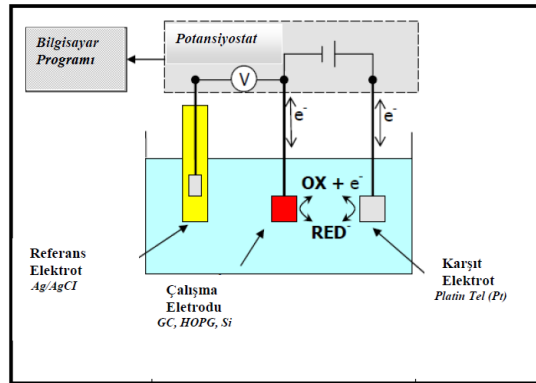 Bilgisayar
Programı
Potansiyostat
V
e⁻
e⁻
OX + e⁻
RED⁻
Referans
Elektrot
Ag/AgCI
Çalışma
Eletrodu
GC, HOPG, Si
Karşıt
Elektrot
Platin Tel (Pt)